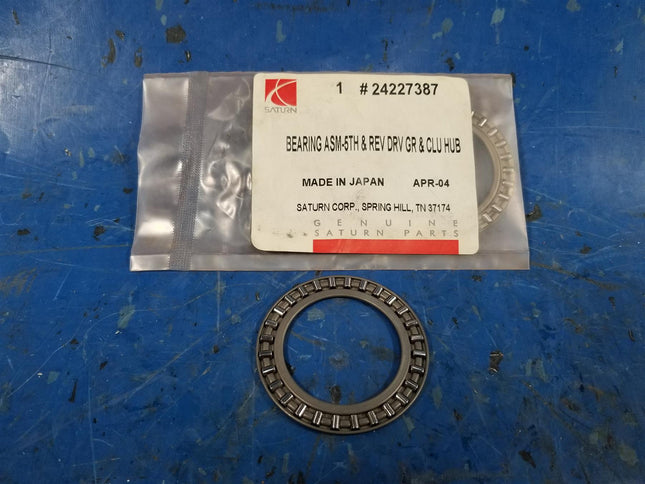 1 # 24227387
SATURN
BEARING ASM-5TH & REV DRV GR & CLU HUB
MADE IN JAPAN APR-04
SATURN CORP., SPRING HILL, TN 37174
GENUINE
SATURN PARTS